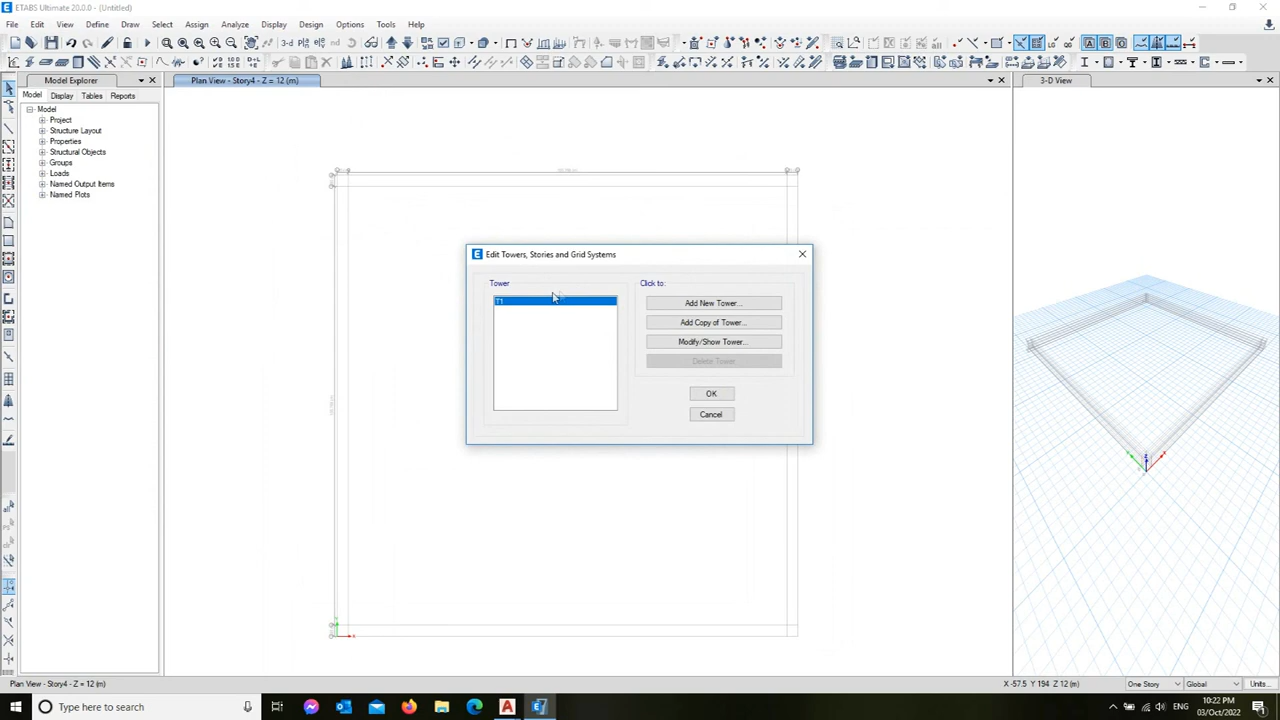 ETABS Ultimate 20.0.0 - (Untitled)
File Edit View Define Draw Select Assign Analyze Display Design Options Tools Help
Model Explorer
Plan View - Story4 - Z = 12 (m)
3-D View
Model Display Tables Reports
Model
Project
Structure Layout
Properties
Structural Objects
Groups
Loads
Named Output Items
Named Plots
Edit Towers, Stories and Grid Systems
Tower
T1
Click to:
Add New Tower...
Add Copy of Tower...
Modify/Show Tower...
Delete Tower
OK
Cancel
Plan View - Story4 - Z = 12 (m)
X -57.5 Y 194 Z 12 (m)
One Story
Global
Units...
Type here to search
ENG
10:22 PM
03/Oct/2022